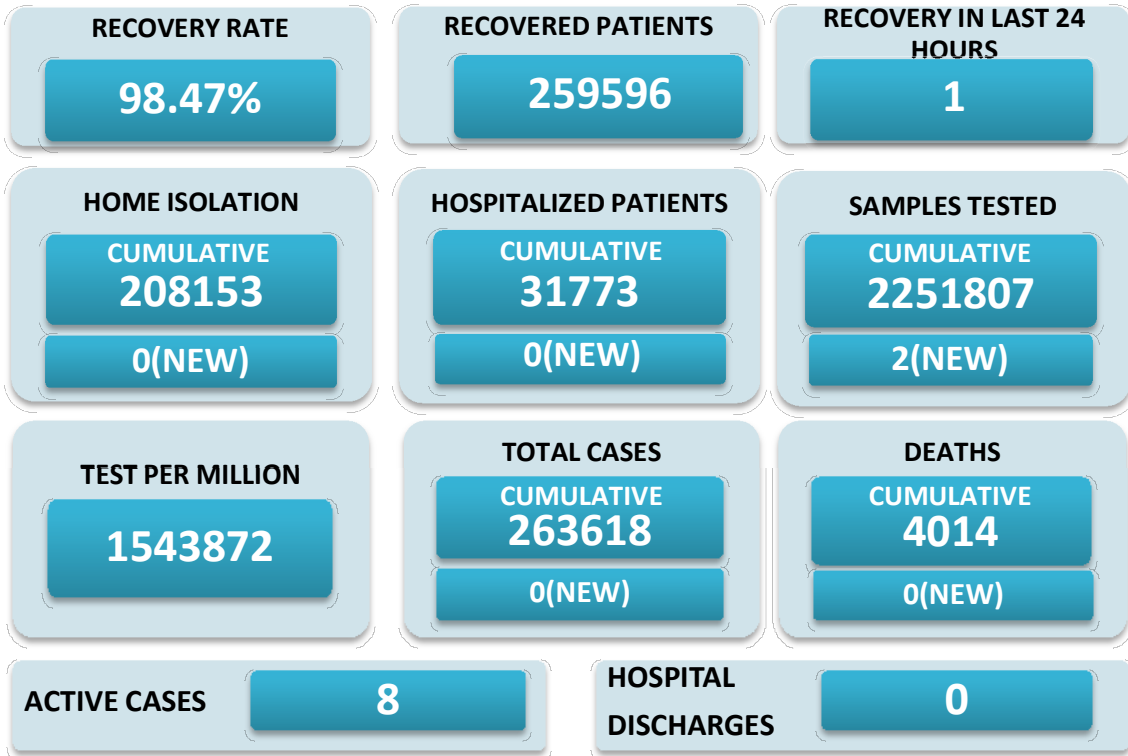 RECOVERY RATE
98.47%
RECOVERED PATIENTS
259596
RECOVERY IN LAST 24
HOURS
1
HOME ISOLATION
CUMULATIVE
208153
0(NEW)
HOSPITALIZED PATIENTS
CUMULATIVE
31773
0(NEW)
SAMPLES TESTED
CUMULATIVE
2251807
2(NEW)
TEST PER MILLION
1543872
TOTAL CASES
CUMULATIVE
263618
0(NEW)
DEATHS
CUMULATIVE
4014
0(NEW)
ACTIVE CASES
8
HOSPITAL
DISCHARGES
0